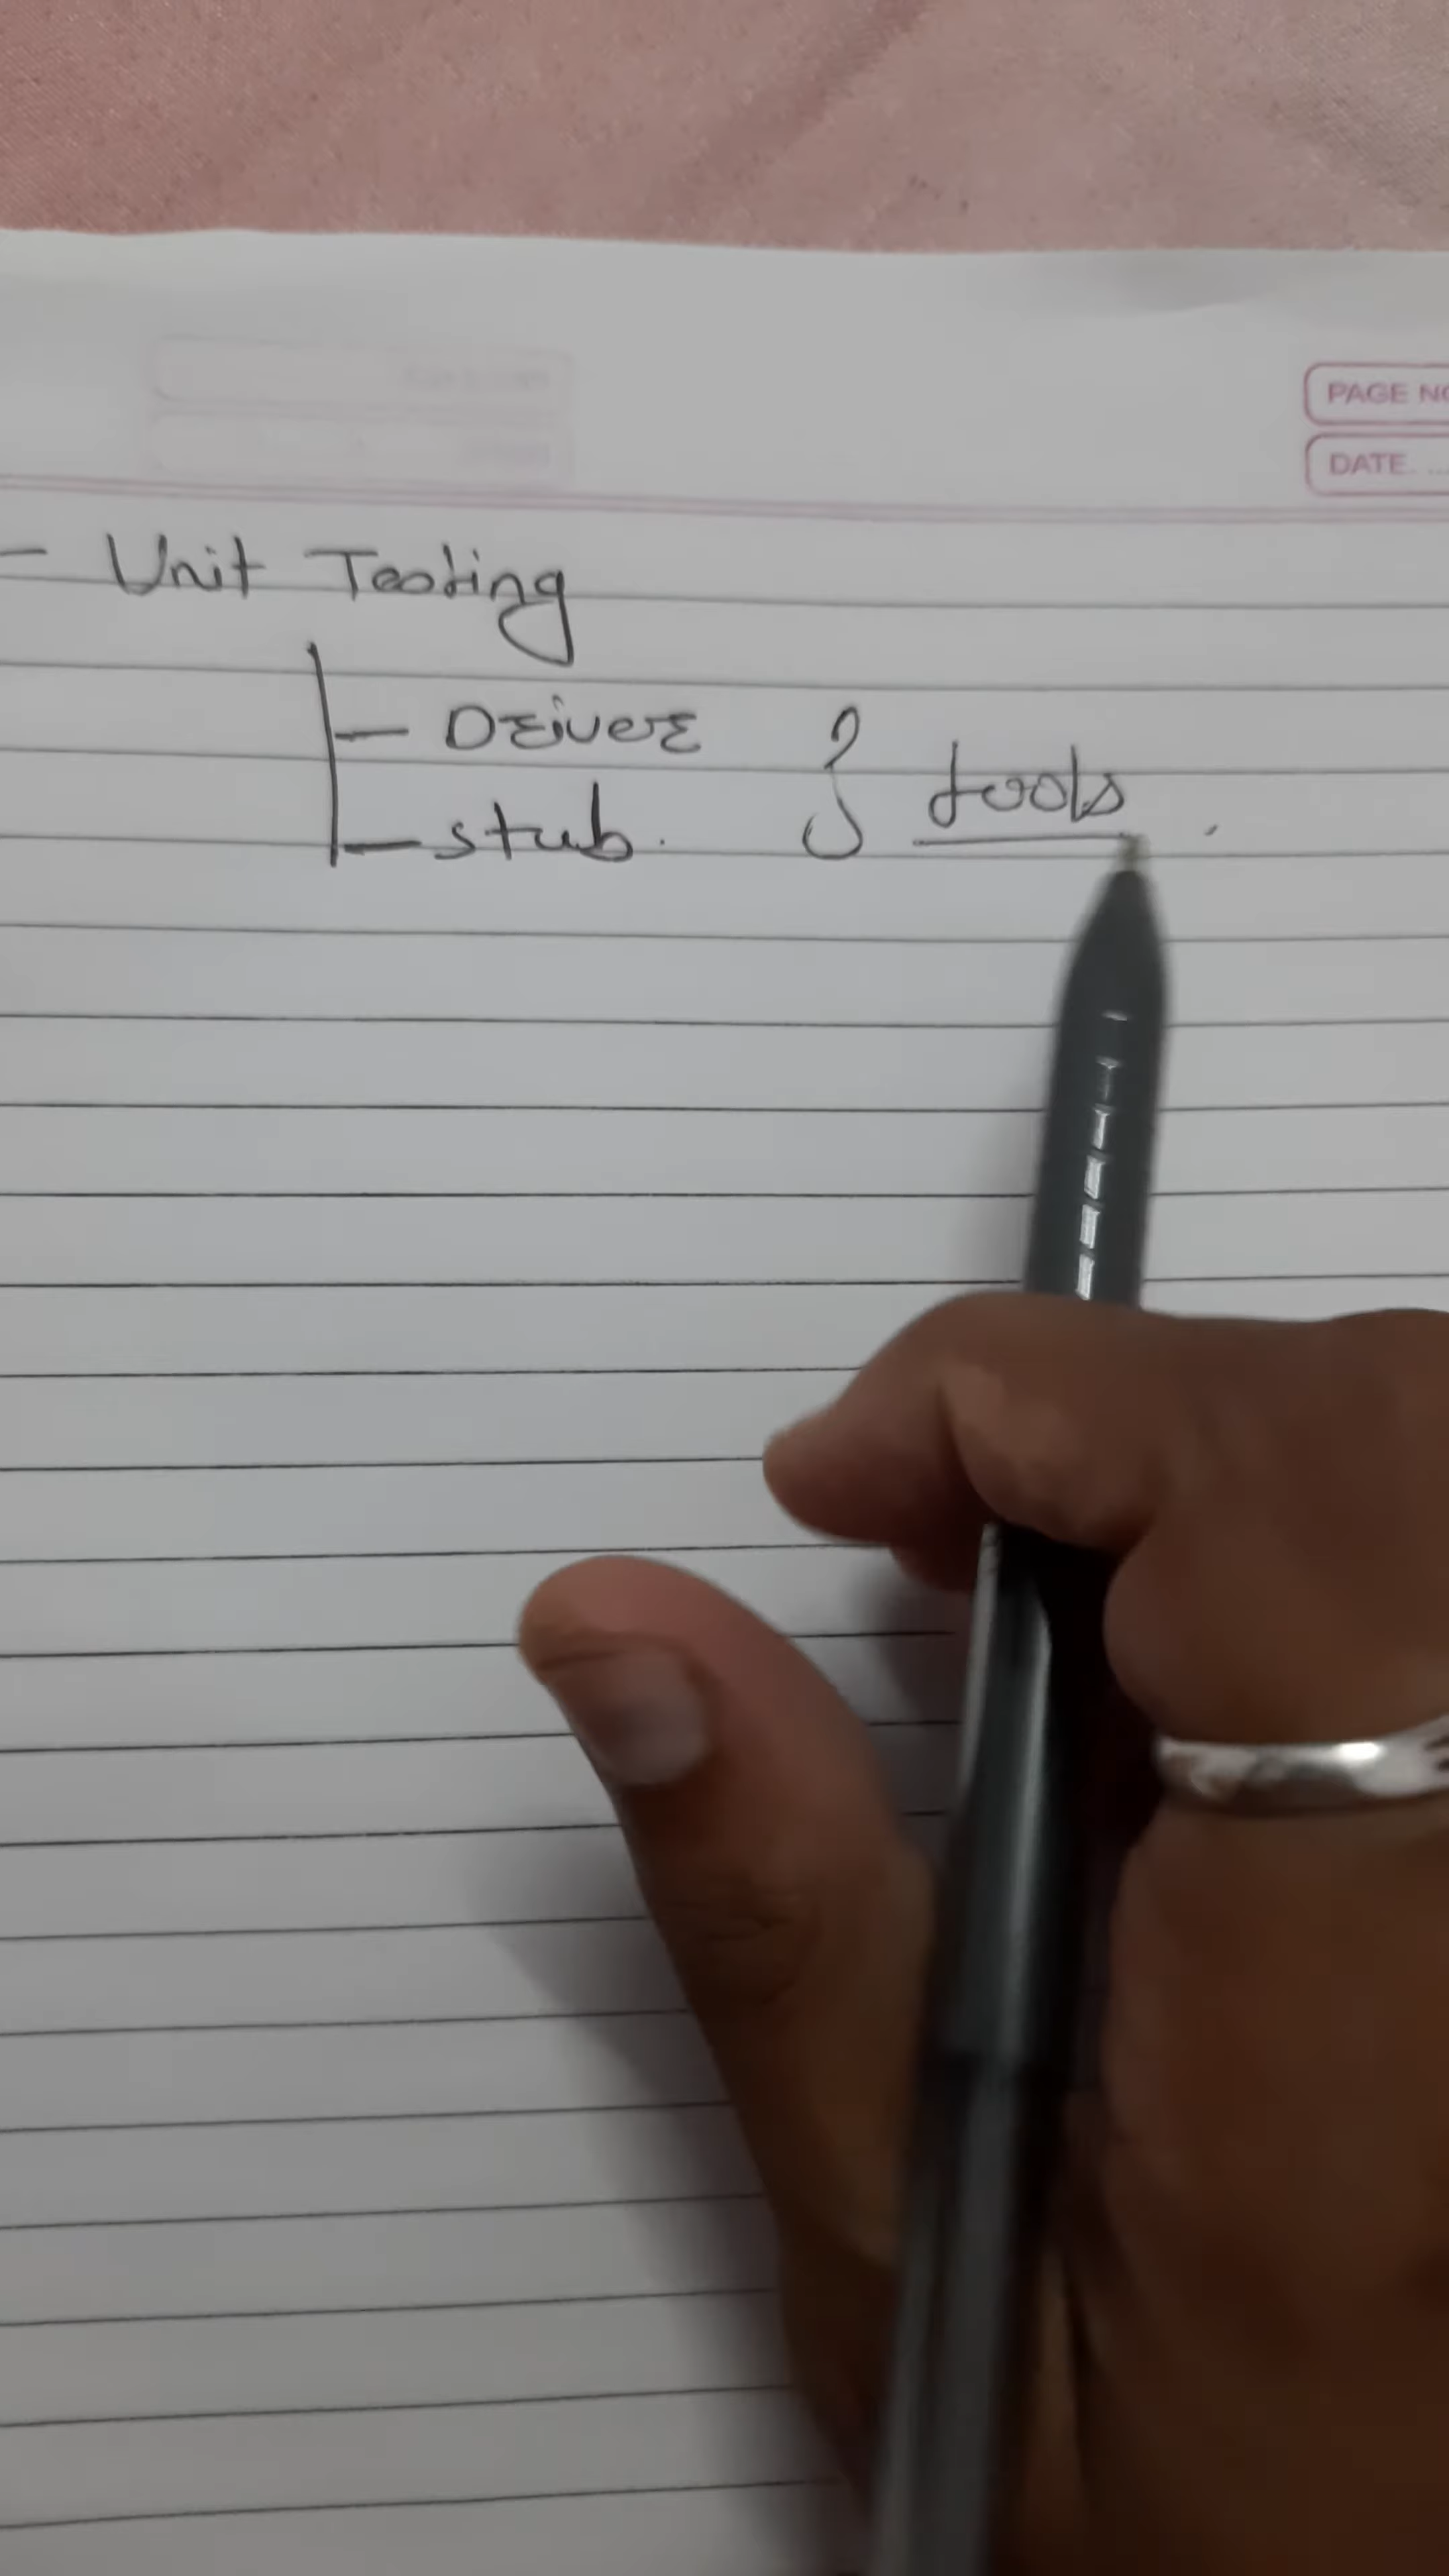 PAGE NO
DATE. ...
- Unit Testing
- Driver } tools.
- stub.